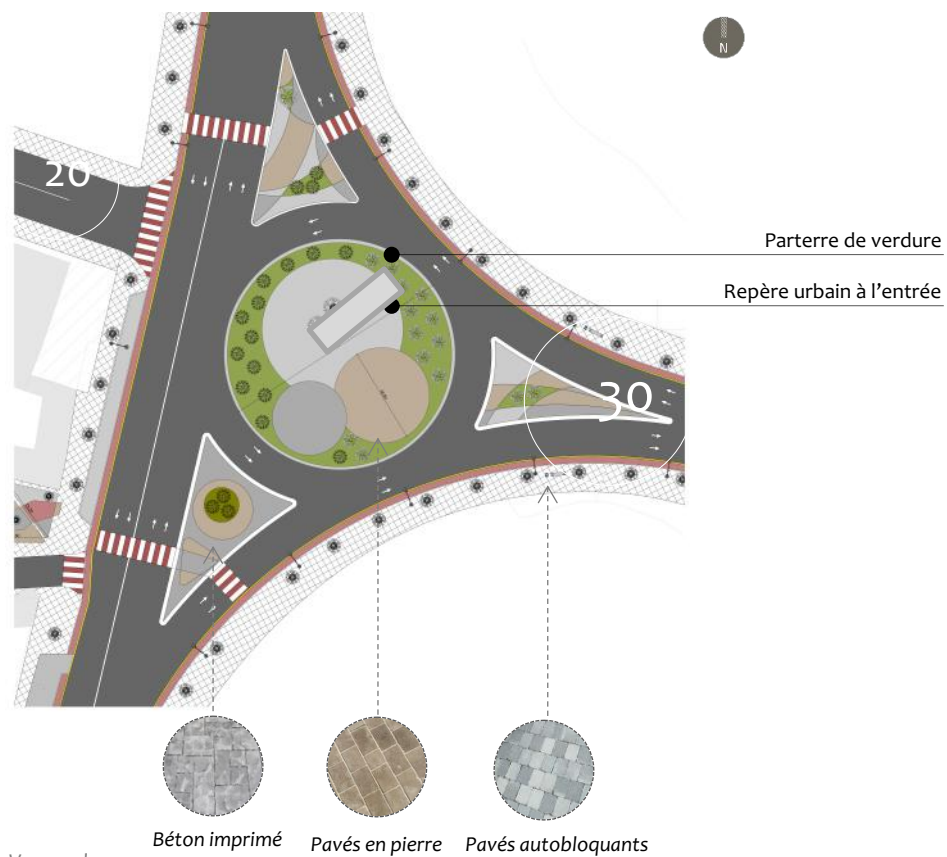 N
20
Parterre de verdure
Repère urbain à l'entrée
30
Béton imprimé
Pavés en pierre
Pavés autobloquants